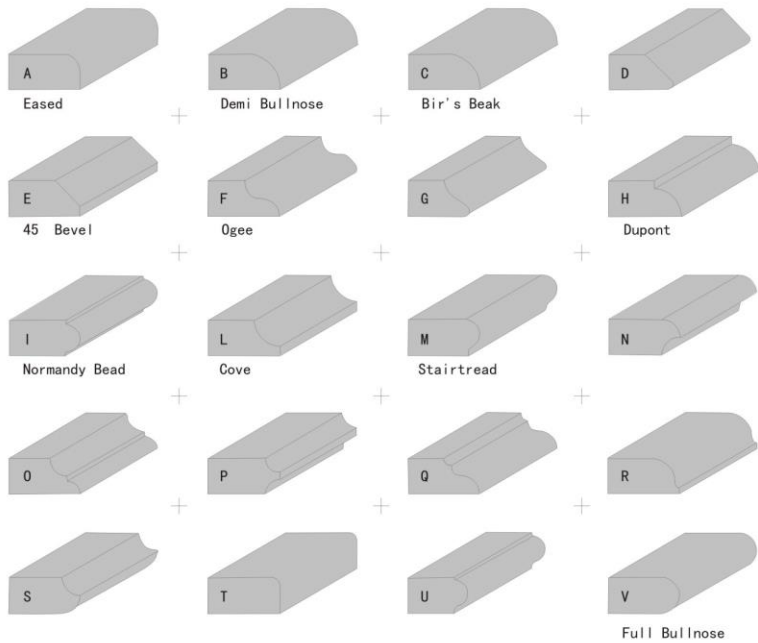 A
B
C
D
Eased
Demi Bullnose
Bir's Beak
E
F
G
H
45 Bevel
Ogee
Dupont
I
L
M
N
Normandy Bead
Cove
Stairtread
O
P
Q
R
S
T
U
V
Full Bullnose